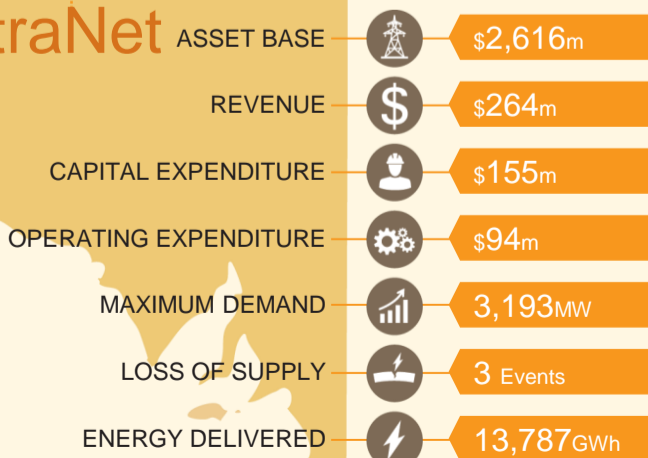 traNet
ASSET BASE $2,616m
REVENUE $ $264m
CAPITAL EXPENDITURE $155m
OPERATING EXPENDITURE $94m
MAXIMUM DEMAND 3,193MW
LOSS OF SUPPLY 3 Events
ENERGY DELIVERED 13,787GWh